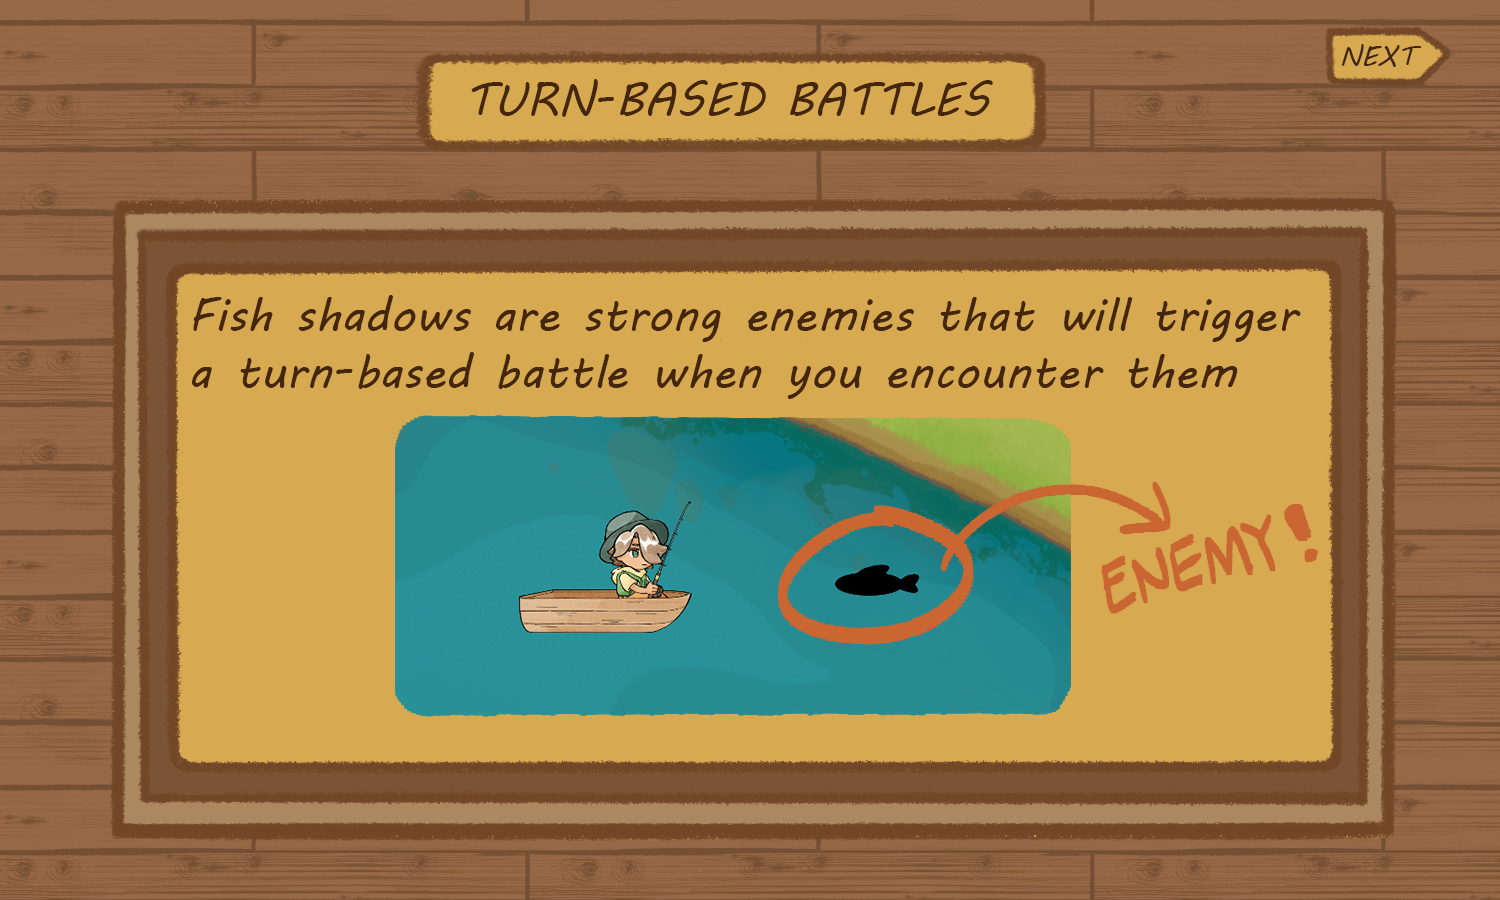 NEXT
TURN-BASED BATTLES
Fish shadows are strong enemies that will trigger
a turn-based battle when you encounter them
ENEMY!